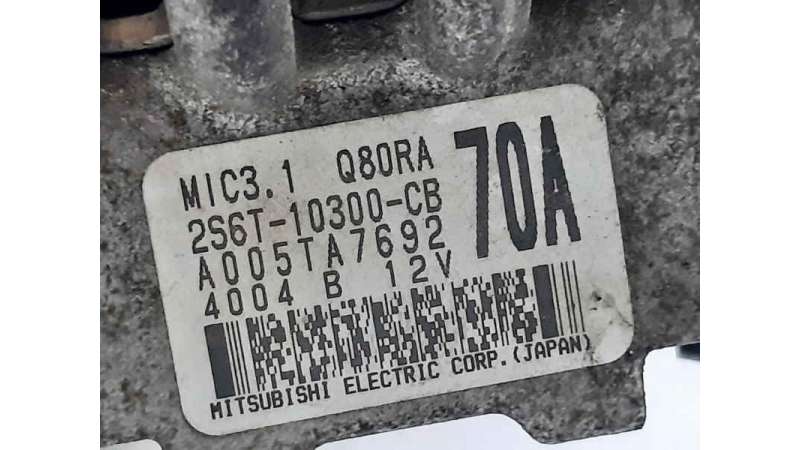 MIC3.1 Q80RA 70A
2S6T-10300-CB
A005TA7692
4004 B 12V
MITSUBISHI ELECTRIC CORP.(JAPAN)